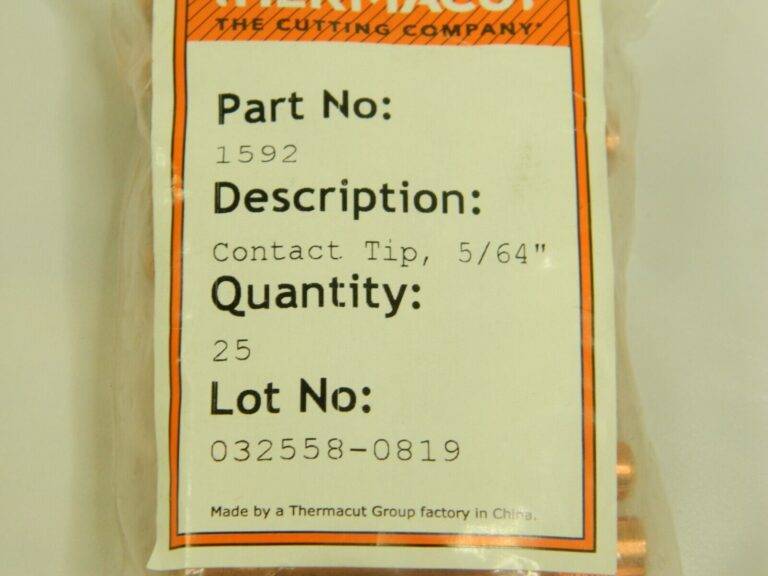 THERMACUT
THE CUTTING COMPANY®
Part No:
1592
Description:
Contact Tip, 5/64"
Quantity:
25
Lot No:
032558-0819
Made by a Thermacut Group factory in China.